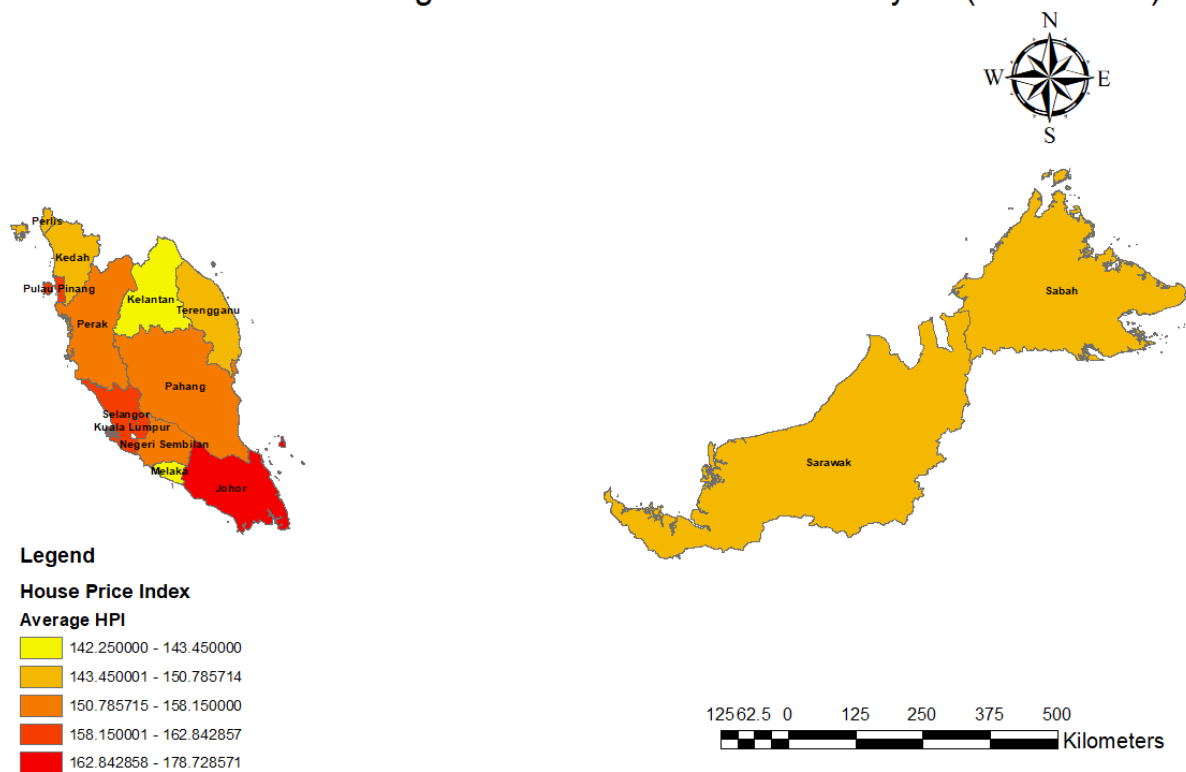 N
W E
S
Perlis
Kedah
Pulau Pinang
Kelantan
Terengganu
Perak
Pahang
Selangor
Kuala Lumpur
Negeri Sembilan
Melaka
Johor
Sabah
Sarawak
Legend
House Price Index
Average HPI
142.250000 - 143.450000
143.450001 - 150.785714
150.785715 - 158.150000
158.150001 - 162.842857
162.842858 - 178.728571
125 62.5 0 125 250 375 500
Kilometers